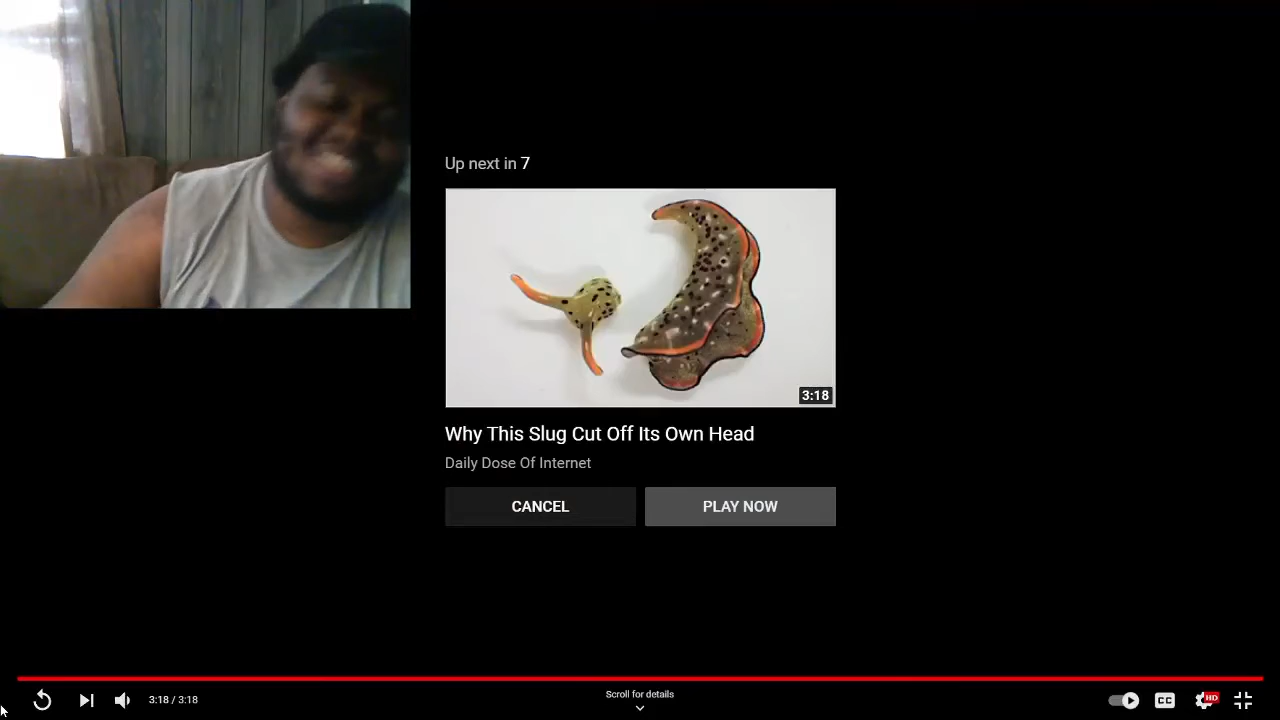 Up next in 7
3:18
Why This Slug Cut Off Its Own Head
Daily Dose Of Internet
CANCEL
PLAY NOW
Scroll for details
3:18 / 3:18
CC
HD